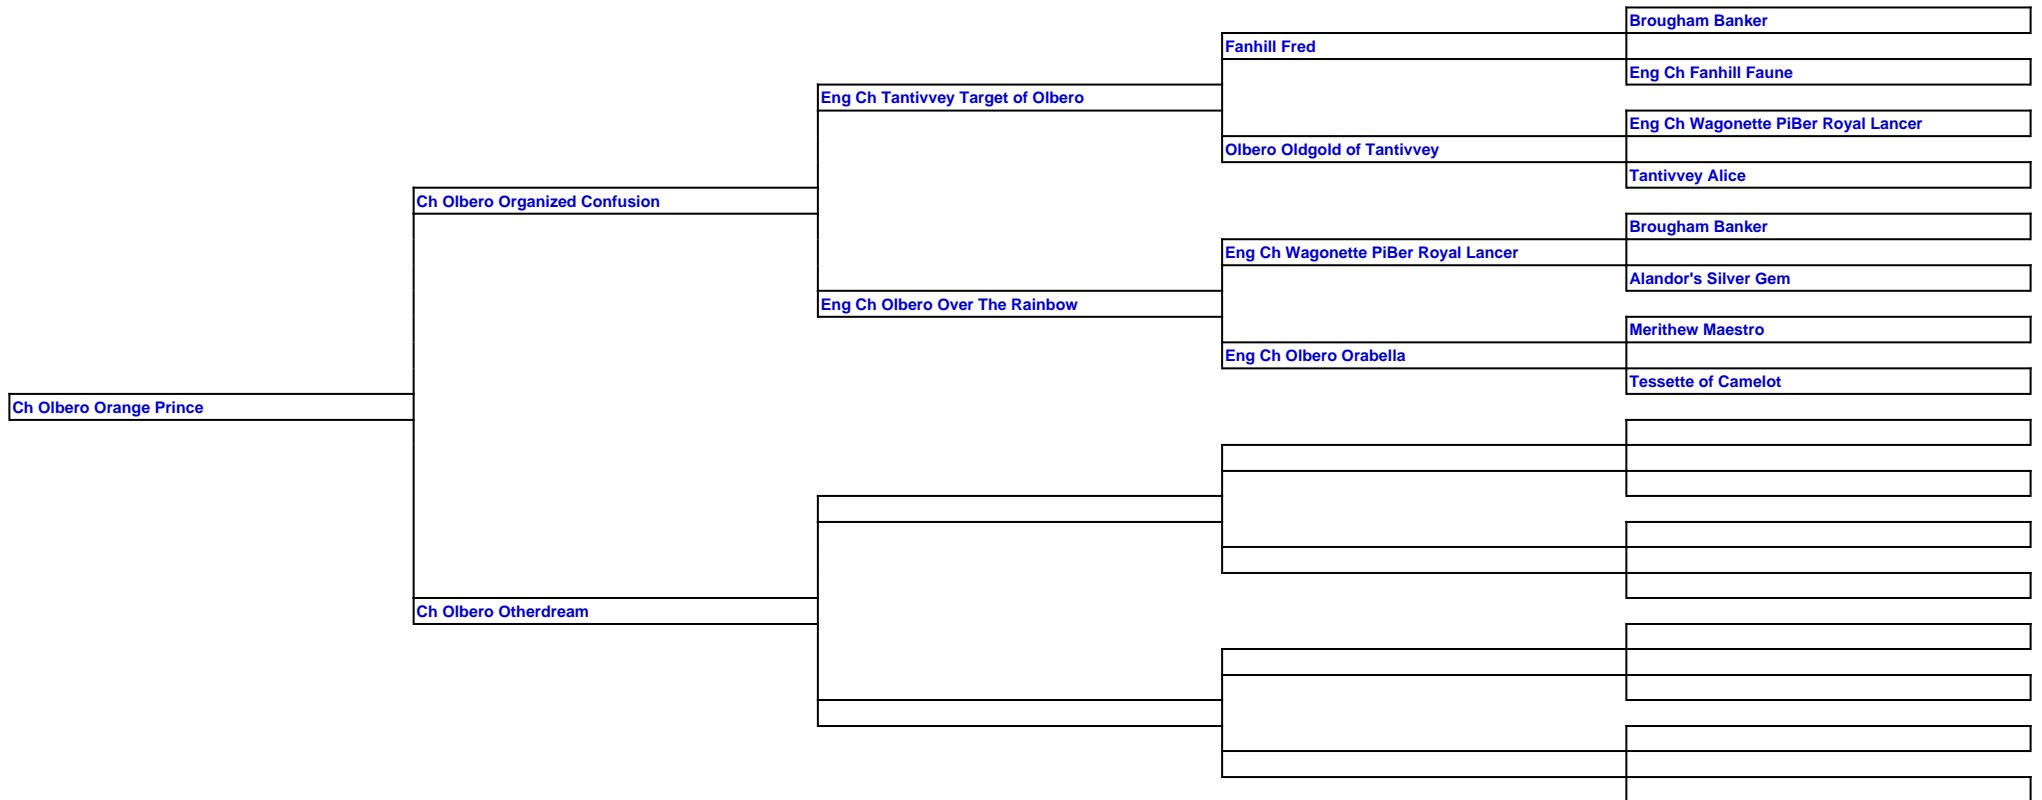 Brougham Banker
Fanhill Fred
Eng Ch Fanhill Faune
Eng Ch Tantivvey Target of Olbero
Eng Ch Wagonette PiBer Royal Lancer
Olbero Oldgold of Tantivvey
Tantivvey Alice
Ch Olbero Organized Confusion
Brougham Banker
Eng Ch Wagonette PiBer Royal Lancer
Alandor's Silver Gem
Eng Ch Olbero Over The Rainbow
Merithew Maestro
Eng Ch Olbero Orabella
Tessette of Camelot
Ch Olbero Orange Prince
Ch Olbero Otherdream